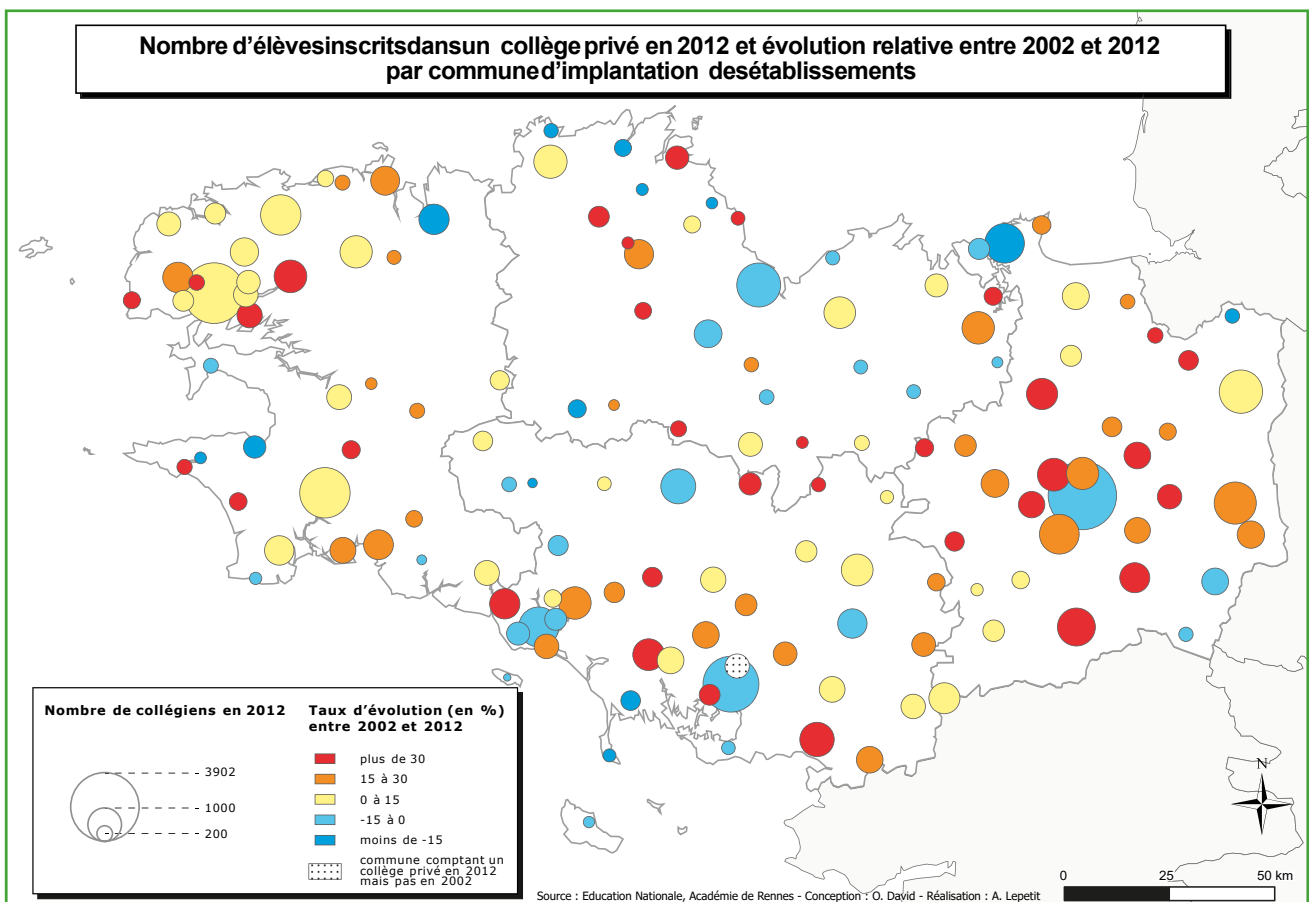 Nombre d'élèvesinscritsdansun collège privé en 2012 et évolution relative entre 2002 et 2012
par communed'implantation desétablissements
Nombre de collégiens en 2012
3902
1000
200
Taux d'évolution (en %)
entre 2002 et 2012
plus de 30
15 à 30
0 à 15
-15 à 0
moins de -15
commune comptant un
collège privé en 2012
mais pas en 2002
N
0 25 50 km
Source : Education Nationale, Académie de Rennes - Conception : O. David - Réalisation : A. Lepetit